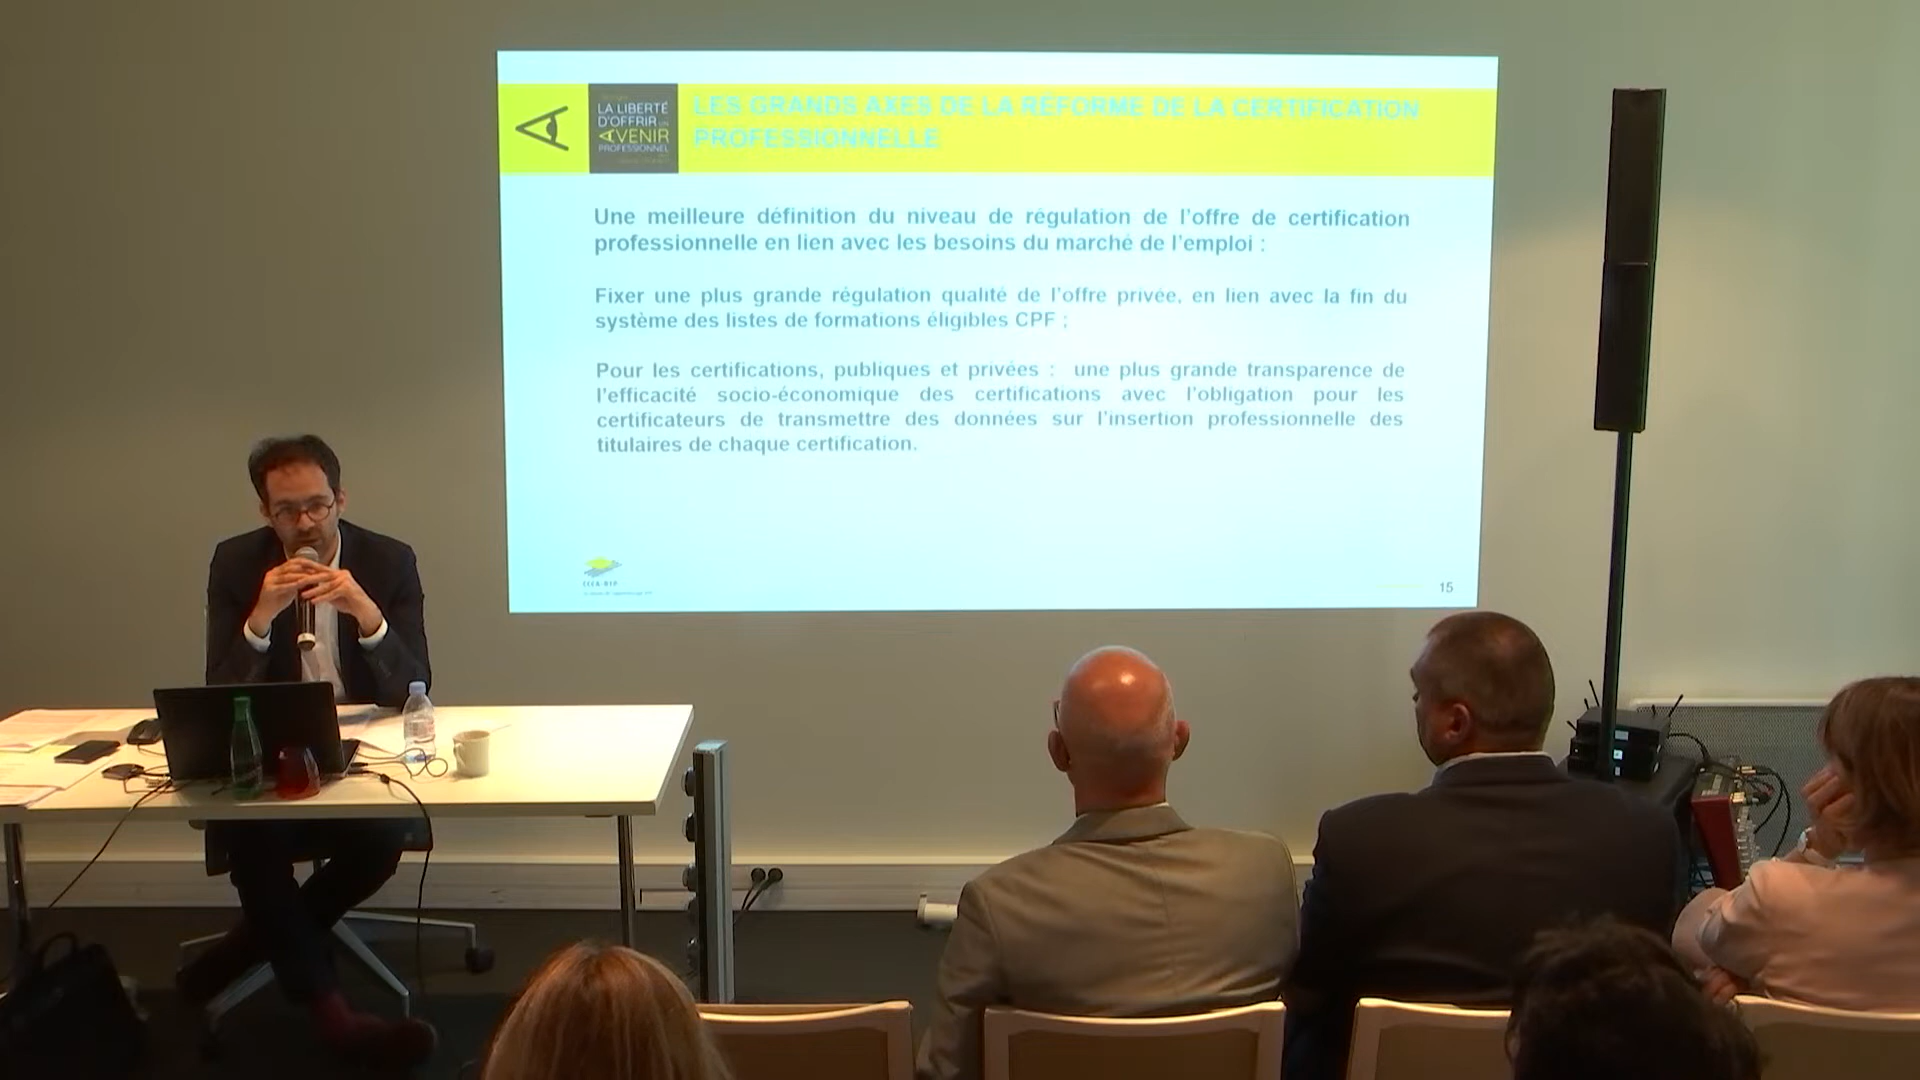 LA LIBERTÉ
D'OFFRIR UN
AVENIR
PROFESSIONNEL
LES GRANDS AXES DE LA RÉFORME DE LA CERTIFICATION
PROFESSIONNELLE
Une meilleure définition du niveau de régulation de l'offre de certification
professionnelle en lien avec les besoins du marché de l'emploi :
Fixer une plus grande régulation qualité de l'offre privée, en lien avec la fin du
système des listes de formations éligibles CPF ;
Pour les certifications, publiques et privées : une plus grande transparence de
l'efficacité socio-économique des certifications avec l'obligation pour les
certificateurs de transmettre des données sur l'insertion professionnelle des
titulaires de chaque certification.
CCCA-BTP
15